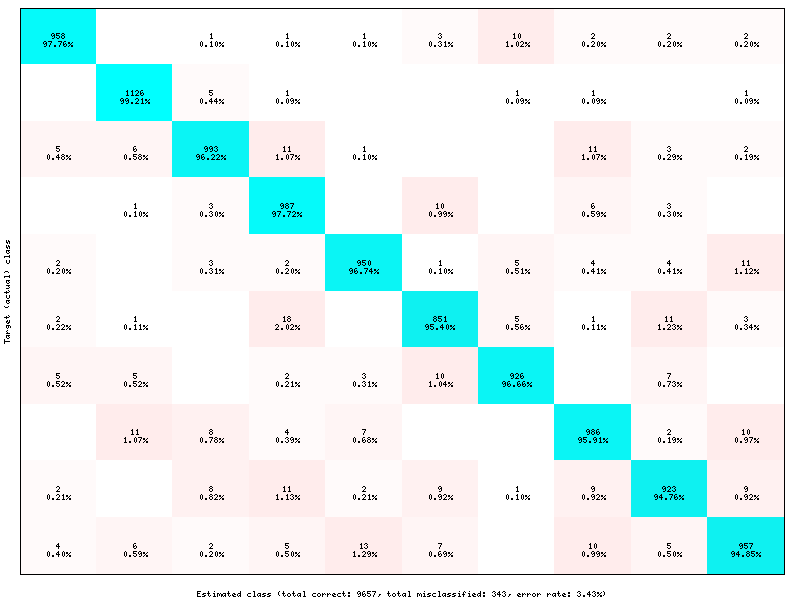 958 1 1 1 3 10 2 2 2
97.76% 0.10% 0.10% 0.10% 0.31% 1.02% 0.20% 0.20% 0.20%
1126 5 1 1 1 1
99.21% 0.44% 0.09% 0.09% 0.09% 0.09%
5 6 993 11 1 11 3 2
0.48% 0.58% 96.22% 1.07% 0.10% 1.07% 0.29% 0.19%
1 3 987 10 6 3
0.10% 0.30% 97.72% 0.99% 0.59% 0.30%
Target (actual) class
2 3 2 950 1 5 4 4 11
0.20% 0.31% 0.20% 96.74% 0.10% 0.51% 0.41% 0.41% 1.12%
2 1 18 851 5 1 11 3
0.22% 0.11% 2.02% 95.40% 0.56% 0.11% 1.23% 0.34%
5 5 2 3 10 926 7
0.52% 0.52% 0.21% 0.31% 1.04% 96.66% 0.73%
11 8 4 7 986 2 10
1.07% 0.78% 0.39% 0.68% 95.91% 0.19% 0.97%
2 8 11 2 9 1 9 923 9
0.21% 0.82% 1.13% 0.21% 0.92% 0.10% 0.92% 94.76% 0.92%
4 6 2 5 13 7 10 5 957
0.40% 0.59% 0.20% 0.50% 1.29% 0.69% 0.99% 0.50% 94.85%
Estimated class (total correct: 9657, total misclassified: 343, error rate: 3.43%)